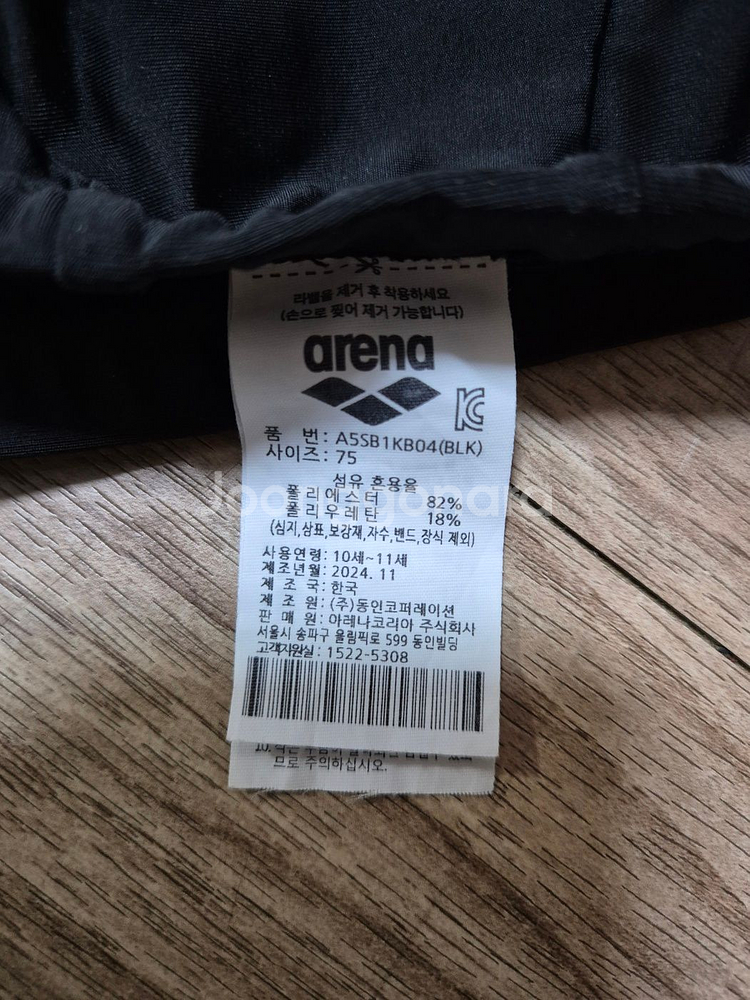 라벨을 제거 후 착용하세요
(손으로 찢어 제거 가능합니다)
arena
품 번: A5SB1KB04(BLK)
사이즈: 75
섬유 혼용율
폴리에스터 82%
폴리우레탄 18%
(심지,상표,보강재,자수,밴드,장식 제외)
사용연령: 10세~11세
제조년월: 2024. 11
제 조 국: 한국
제 조 원: (주)동인코퍼레이션
판 매 원: 아레나코리아 주식회사
서울시 송파구 올림픽로 599 동인빌딩
고객지원실: 1522-5308
므로 주의하십시오.
Joonggonara